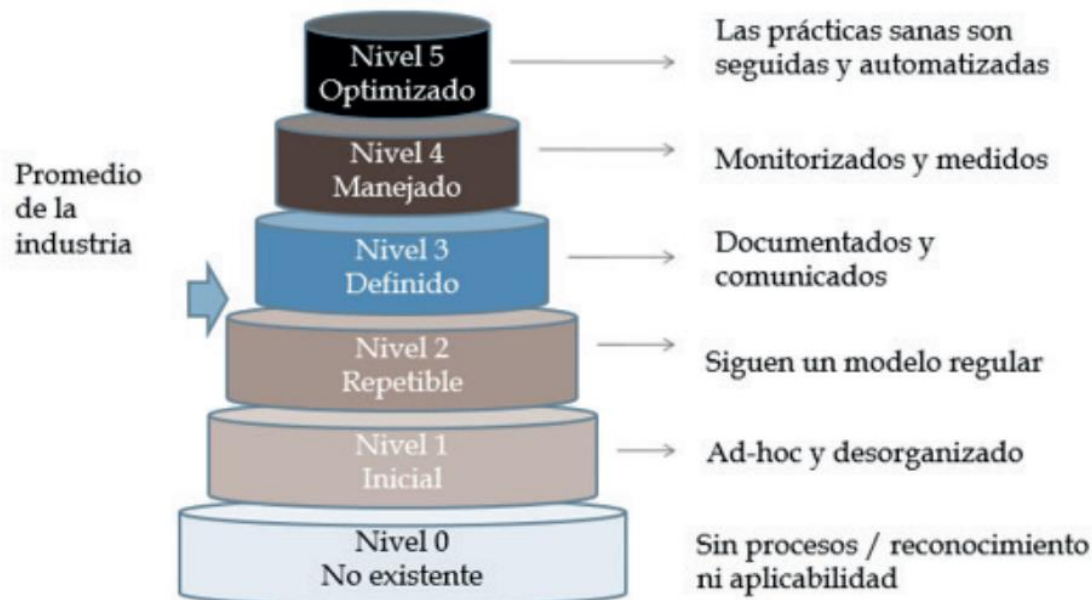 Nivel 5
Optimizado
Las prácticas sanas son
seguidas y automatizadas
Nivel 4
Manejado
Monitorizados y medidos
Promedio
de la
industria
Nivel 3
Definido
Documentados y
comunicados
Nivel 2
Repetible
Siguen un modelo regular
Nivel 1
Inicial
Ad-hoc y desorganizado
Nivel 0
No existente
Sin procesos / reconocimiento
ni aplicabilidad